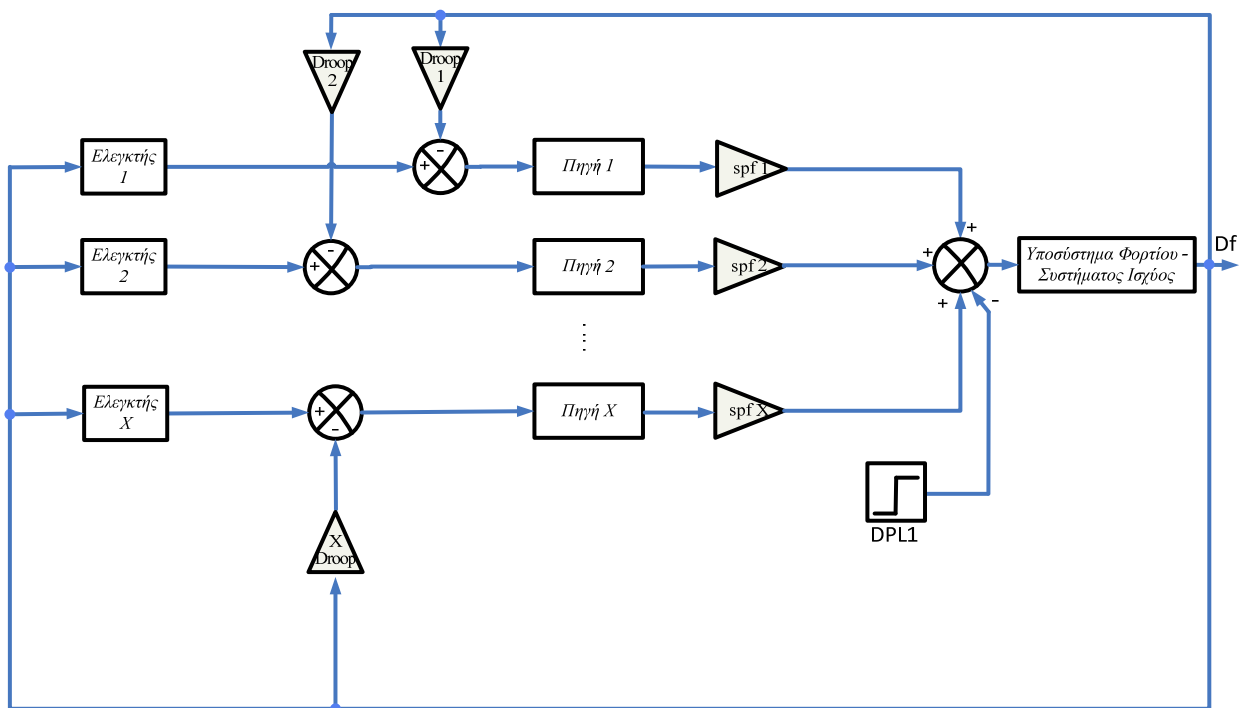 Droop
2
Droop
1
Ελεγκτής
1
+
-
Πηγή 1
spf 1
+
Ελεγκτής
2
+
-
Πηγή 2
spf 2
+
Υποσύστημα Φορτίου -
Συστήματος Ισχύος
Df
+
-
Ελεγκτής
X
+
-
Πηγή X
spf X
X
Droop
DPL1